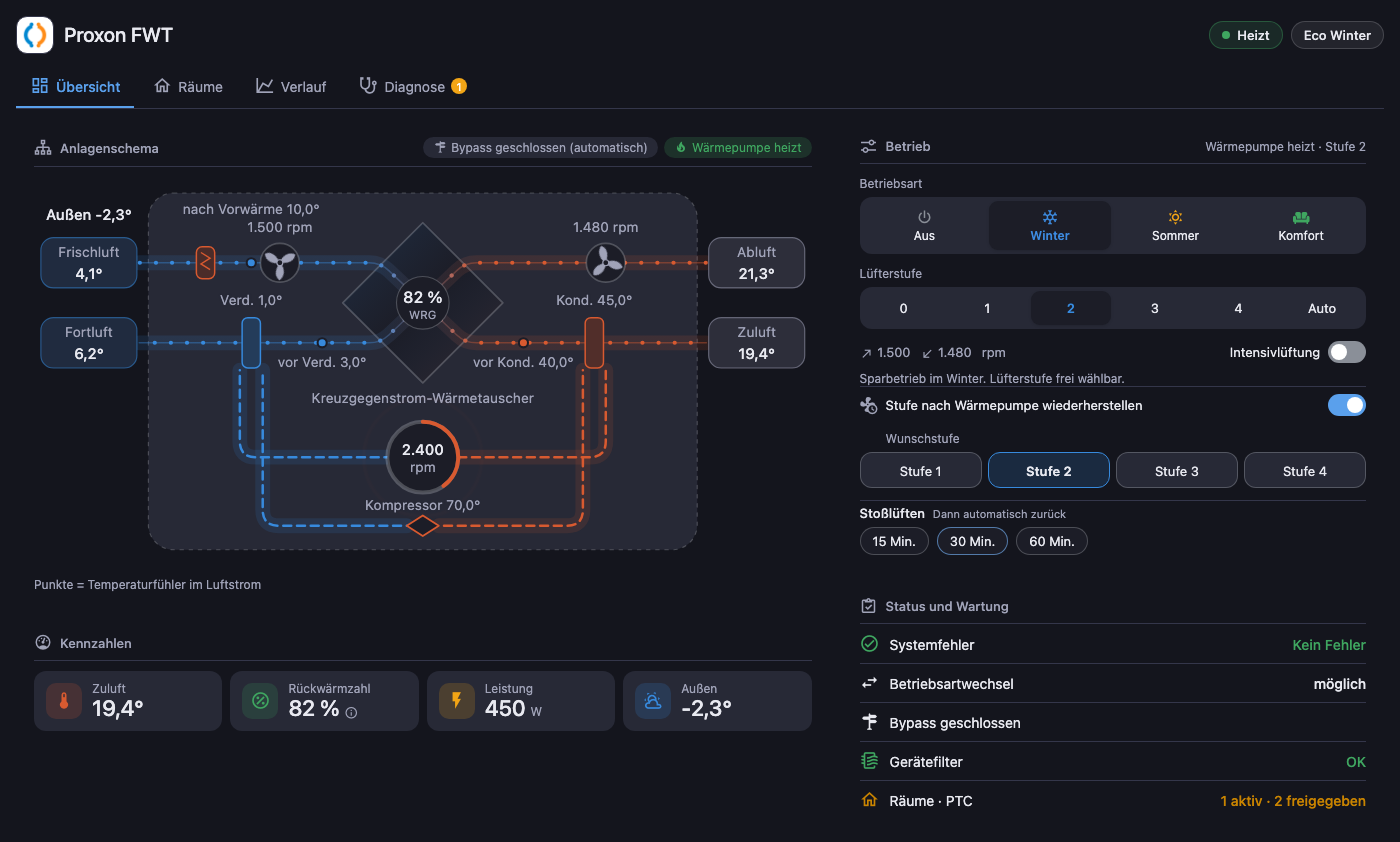 Proxon FWT
Heizt
Eco Winter
Übersicht
Räume
Verlauf
Diagnose
1
Anlagenschema
Bypass geschlossen (automatisch)
Wärmepumpe heizt
Außen -2,3°
nach Vorwärme 10,0°
1.500 rpm
1.480 rpm
Frischluft
4,1°
Abluft
21,3°
82 %
WRG
Verd. 1,0°
Kond. 45,0°
Fortluft
6,2°
Zuluft
19,4°
vor Verd. 3,0°
vor Kond. 40,0°
Kreuzgegenstrom-Wärmetauscher
2.400
rpm
Kompressor 70,0°
Punkte = Temperaturfühler im Luftstrom
Kennzahlen
Zuluft
19,4°
Rückwärmzahl
82 %
Leistung
450 W
Außen
-2,3°
Betrieb
Wärmepumpe heizt · Stufe 2
Betriebsart
Aus
Winter
Sommer
Komfort
Lüfterstufe
0
1
2
3
4
Auto
1.500 1.480 rpm
Intensivlüftung
Sparbetrieb im Winter. Lüfterstufe frei wählbar.
Stufe nach Wärmepumpe wiederherstellen
Wunschstufe
Stufe 1
Stufe 2
Stufe 3
Stufe 4
Stoßlüften Dann automatisch zurück
15 Min.
30 Min.
60 Min.
Status und Wartung
Systemfehler
Kein Fehler
Betriebsartwechsel
möglich
Bypass geschlossen
Gerätefilter
OK
Räume · PTC
1 aktiv · 2 freigegeben